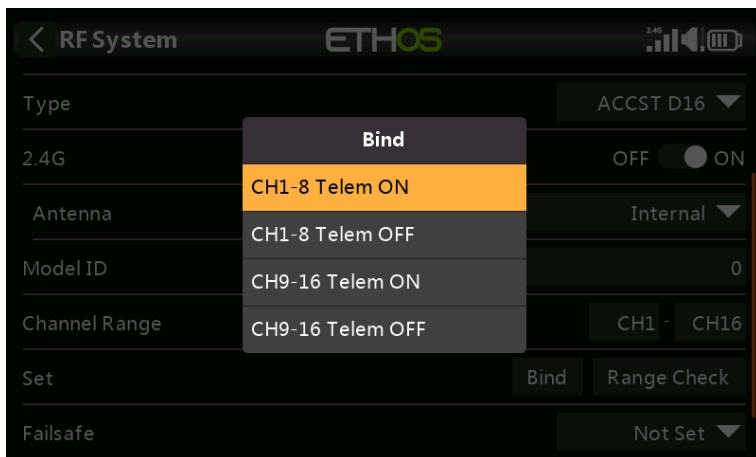 RF System
ETHOS
2.4G
Type
ACCST D16
Bind
2.4G
OFF
ON
CH1-8 Telem ON
Antenna
Internal
CH1-8 Telem OFF
Model ID
0
CH9-16 Telem ON
Channel Range
CH1 - CH16
CH9-16 Telem OFF
Set
Bind
Range Check
Failsafe
Not Set